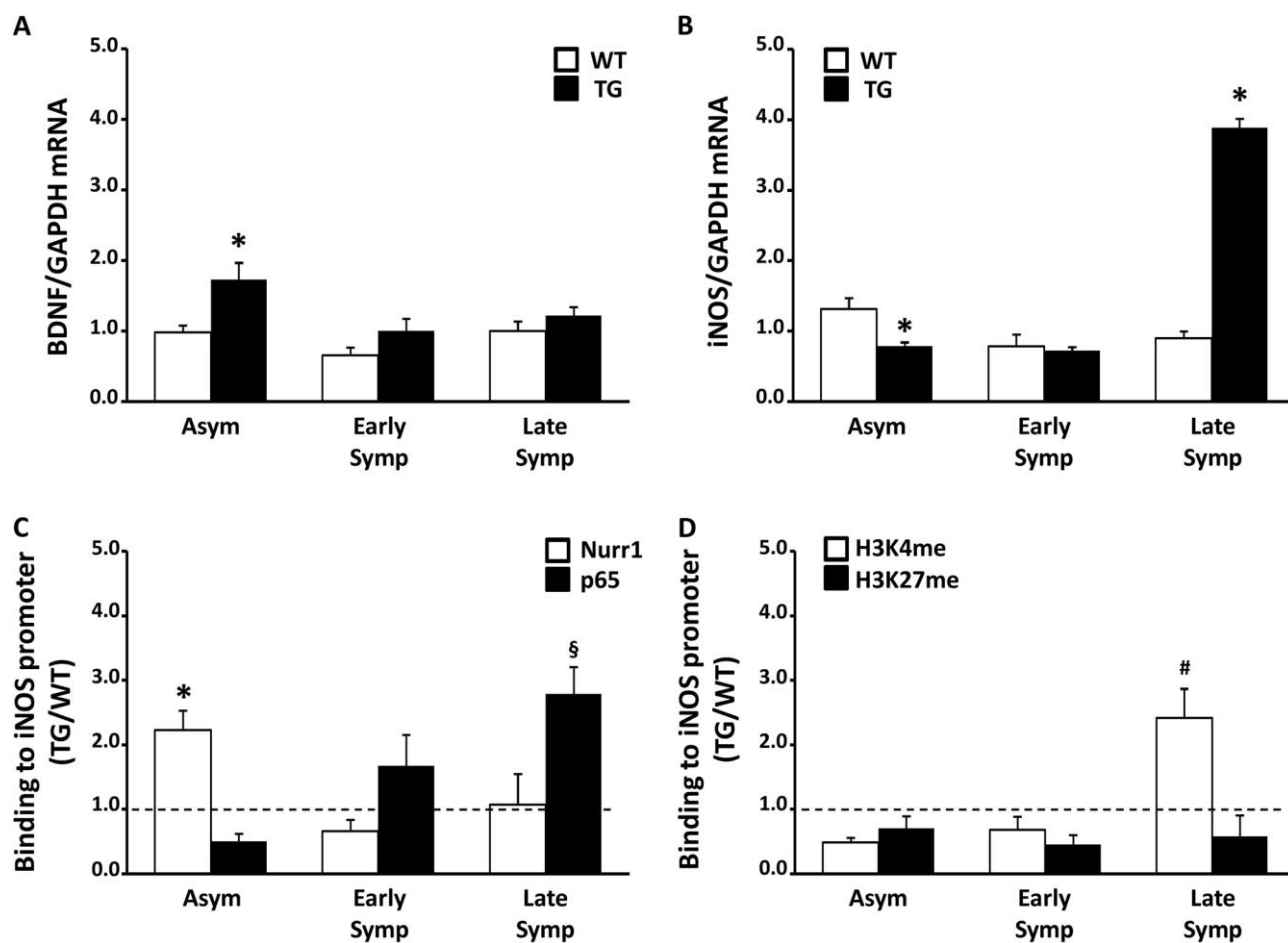 A
BDNF/GAPDH mRNA
5.0
4.0
3.0
2.0
1.0
0.0
WT
TG
*
Asym
Early
Symp
Late
Symp
B
iNOS/GAPDH mRNA
5.0
4.0
3.0
2.0
1.0
0.0
WT
TG
*
*
Asym
Early
Symp
Late
Symp
C
Binding to iNOS promoter
(TG/WT)
5.0
4.0
3.0
2.0
1.0
0.0
Nurr1
p65
*
§
Asym
Early
Symp
Late
Symp
D
Binding to iNOS promoter
(TG/WT)
5.0
4.0
3.0
2.0
1.0
0.0
H3K4me
H3K27me
#
Asym
Early
Symp
Late
Symp